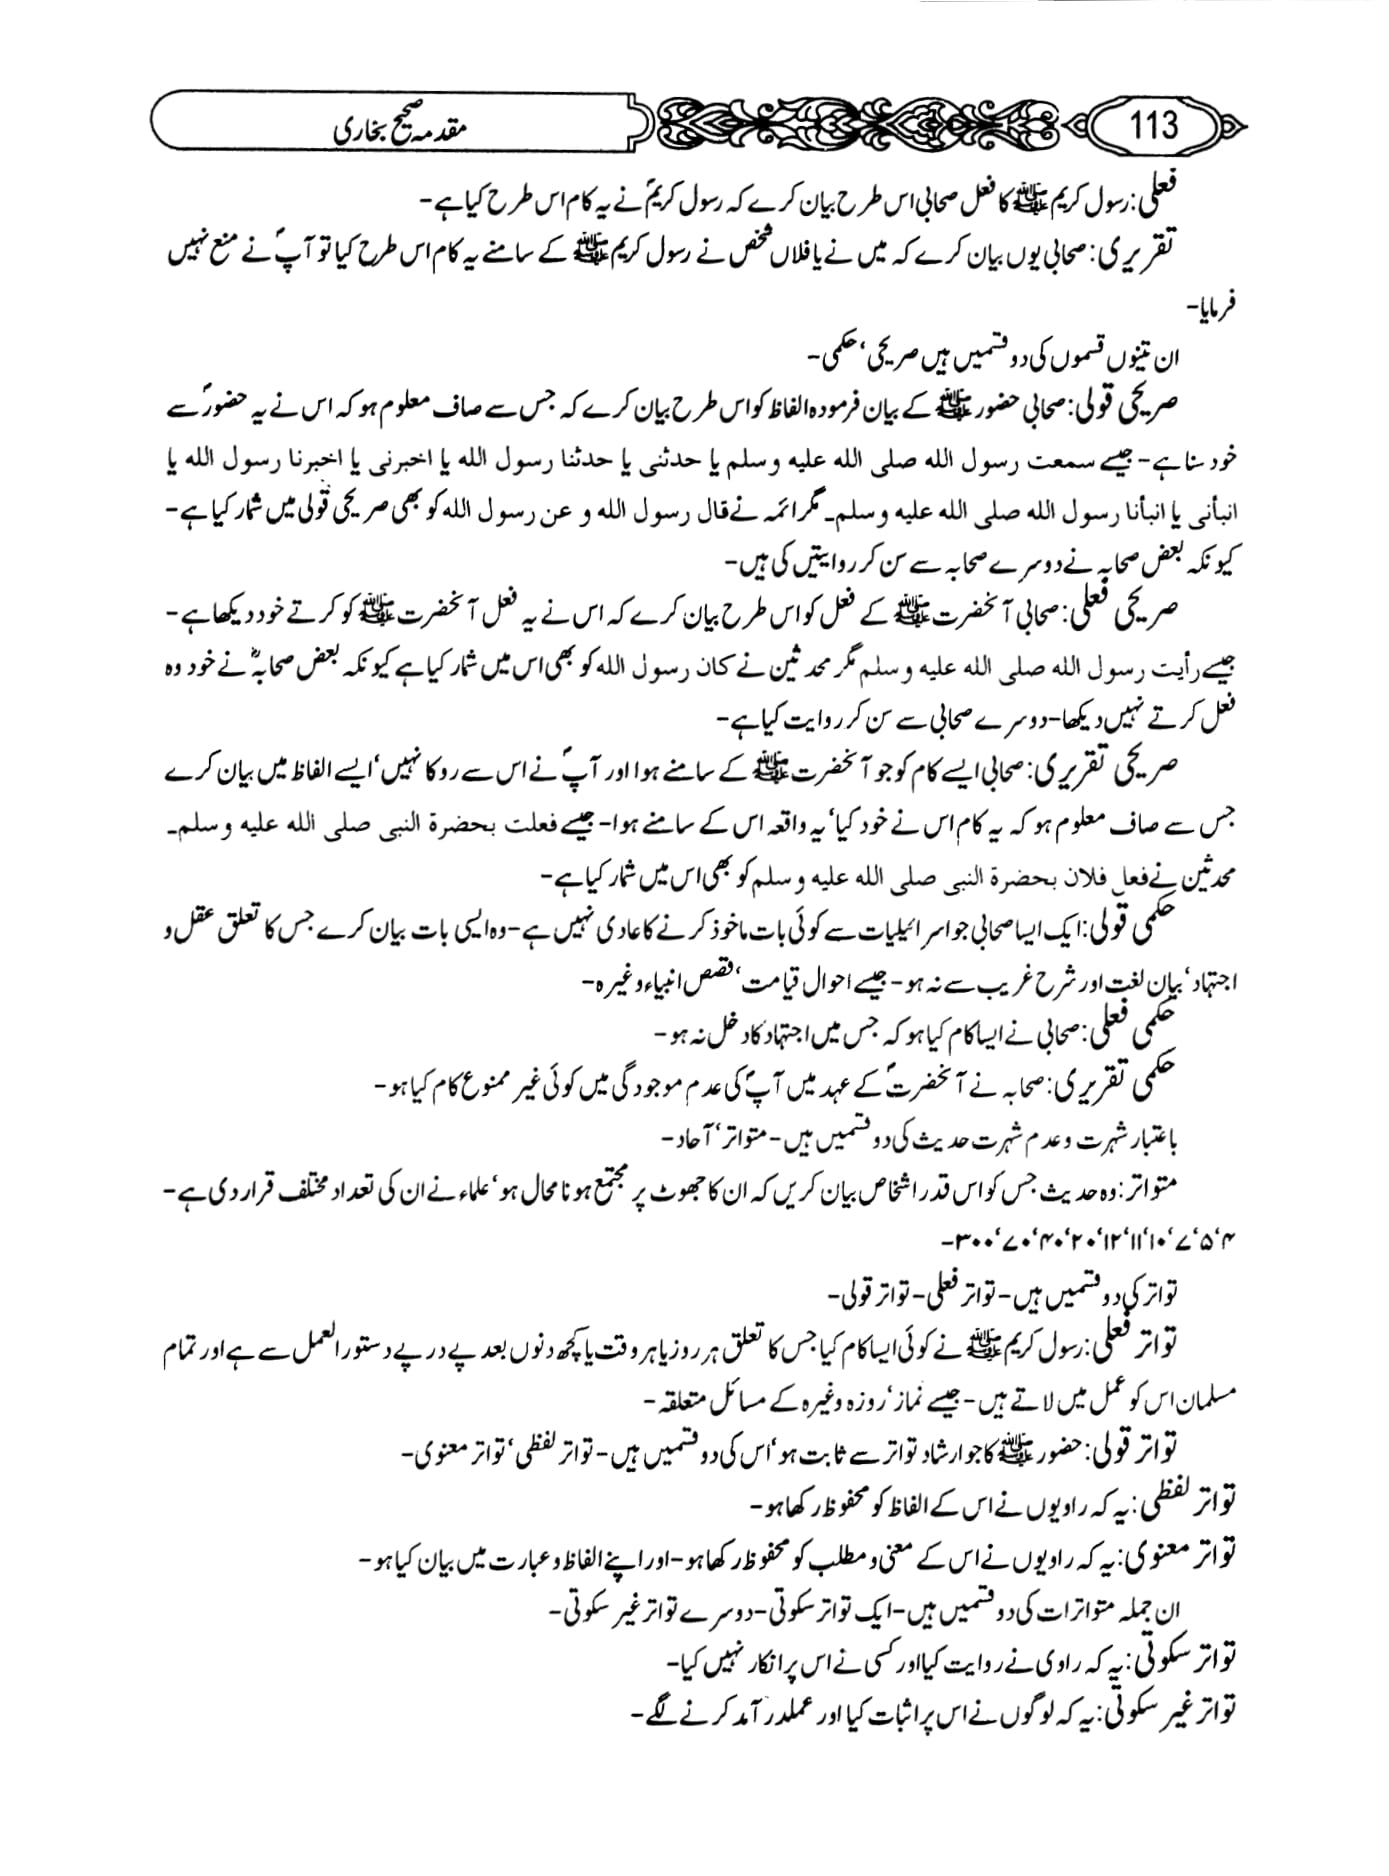 113
مقدمہ صحیح بخاری
فعلی: رسول کریم ﷺ کا فعل صحابی اس طرح بیان کرے کہ رسول کریمؐ نے یہ کام اس طرح کیا ہے-
تقریری: صحابی یوں بیان کرے کہ میں نے یا فلاں شخص نے رسول کریم ﷺ کے سامنے یہ کام اس طرح کیا تو آپؐ نے منع نہیں
فرمایا-
ان تینوں قسموں کی دو قسمیں ہیں صریحی‘ حکمی-
صریحی قولی: صحابی حضور ﷺ کے بیان فرمودہ الفاظ کو اس طرح بیان کرے کہ جس سے صاف معلوم ہو کہ اس نے یہ حضورؐ سے
خود سنا ہے- جیسے سمعت رسول الله صلی الله علیه وسلم یا حدثنی یا حدثنا رسول الله یا اخبرنی یا اخبرنا رسول الله یا
انبأنی یا انبأنا رسول الله صلی الله علیه وسلم۔ مگر ائمہ نے قال رسول الله و عن رسول الله کو بھی صریحی قولی میں شمار کیا ہے-
کیونکہ بعض صحابہ نے دوسرے صحابہ سے سن کر روایتیں کی ہیں-
صریحی فعلی: صحابی آنحضرت ﷺ کے فعل کو اس طرح بیان کرے کہ اس نے یہ فعل آنحضرت ﷺ کو کرتے خود دیکھا ہے-
جیسے رأیت رسول الله صلی الله علیه وسلم مگر محدثین نے کان رسول الله کو بھی اس میں شمار کیا ہے کیونکہ بعض صحابہؓ نے خود وہ
فعل کرتے نہیں دیکھا- دوسرے صحابی سے سن کر روایت کیا ہے-
صریحی تقریری: صحابی ایسے کام کو جو آنحضرت ﷺ کے سامنے ہوا اور آپؐ نے اس سے روکا نہیں‘ ایسے الفاظ میں بیان کرے
جس سے صاف معلوم ہو کہ یہ کام اس نے خود کیا‘ یہ واقعہ اس کے سامنے ہوا- جیسے فعلت بحضرة النبی صلی الله علیه وسلم۔
محدثین نے فعل فلان بحضرة النبی صلی الله علیه وسلم کو بھی اس میں شمار کیا ہے-
حکمی قولی: ایک ایسا صحابی جو اسرائیلیات سے کوئی بات ماخوذ کرنے کا عادی نہیں ہے- وہ ایسی بات بیان کرے جس کا تعلق عقل و
اجتہاد‘ بیان لغت اور شرح غریب سے نہ ہو- جیسے احوال قیامت‘ قصص انبیاء وغیرہ-
حکمی فعلی: صحابی نے ایسا کام کیا ہو کہ جس میں اجتہاد کا دخل نہ ہو-
حکمی تقریری: صحابہ نے آنحضرتؐ کے عہد میں آپؐ کی عدم موجودگی میں کوئی غیر ممنوع کام کیا ہو-
باعتبار شہرت وعدم شہرت حدیث کی دو قسمیں ہیں- متواتر‘ آحاد-
متواتر: وہ حدیث جس کو اس قدر اشخاص بیان کریں کہ ان کا جھوٹ پر مجتمع ہونا محال ہو‘ علماء نے ان کی تعداد مختلف قرار دی ہے-
۴‘۵‘۷‘۱۰‘۱۱‘۱۲‘۲۰‘۴۰‘۷۰‘۳۰۰-
تواتر کی دو قسمیں ہیں- تواتر فعلی- تواتر قولی-
تواتر فعلی: رسول کریم ﷺ نے کوئی ایسا کام کیا جس کا تعلق ہر روز یا ہر وقت یا کچھ دنوں بعد پے در پے دستور العمل سے ہے اور تمام
مسلمان اس کو عمل میں لاتے ہیں- جیسے نماز‘ روزہ وغیرہ کے مسائل متعلقہ-
تواتر قولی: حضور ﷺ کا جو ارشاد تواتر سے ثابت ہو‘ اس کی دو قسمیں ہیں- تواتر لفظی‘ تواتر معنوی-
تواتر لفظی: یہ کہ راویوں نے اس کے الفاظ کو محفوظ رکھا ہو-
تواتر معنوی: یہ کہ راویوں نے اس کے معنی و مطلب کو محفوظ رکھا ہو- اور اپنے الفاظ و عبارت میں بیان کیا ہو-
ان جملہ متواترات کی دو قسمیں ہیں- ایک تواتر سکوتی- دوسرے تواتر غیر سکوتی-
تواتر سکوتی: یہ کہ راوی نے روایت کیا اور کسی نے اس پر انکار نہیں کیا-
تواتر غیر سکوتی: یہ کہ لوگوں نے اس پر اثبات کیا اور عملدرآمد کرنے لگے-